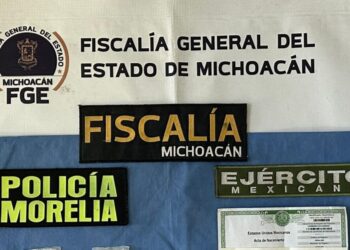 FISCALÍA GENERAL DEL ESTADO
MICHOACÁN
FGE
FISCALÍA GENERAL DEL
ESTADO DE MICHOACÁN
FISCALÍA
MICHOACÁN
POLICÍA
MORELIA
EJÉRCITO
MEXICANO
Estados Unidos Mexicanos
Acta de Nacimiento